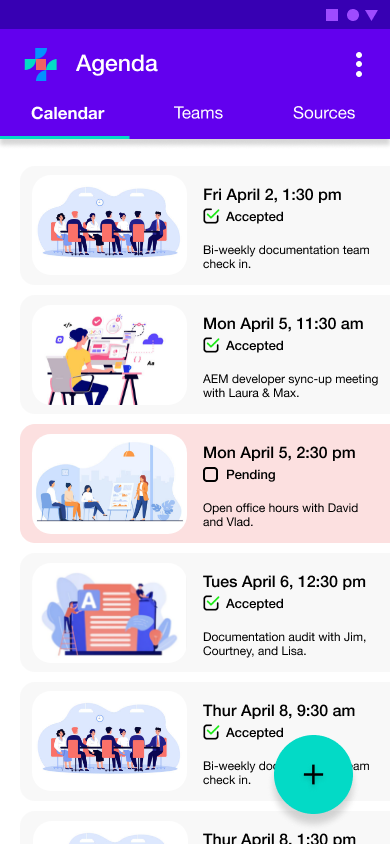 Agenda
Calendar
Teams
Sources
Fri April 2, 1:30 pm
Accepted
Bi-weekly documentation team
check in.
Mon April 5, 11:30 am
Accepted
AEM developer sync-up meeting
with Laura & Max.
Mon April 5, 2:30 pm
Pending
Open office hours with David
and Vlad.
Tues April 6, 12:30 pm
Accepted
Documentation audit with Jim,
Courtney, and Lisa.
Thur April 8, 9:30 am
Accepted
Bi-weekly
check in.
Thur April 8, 1:30 pm